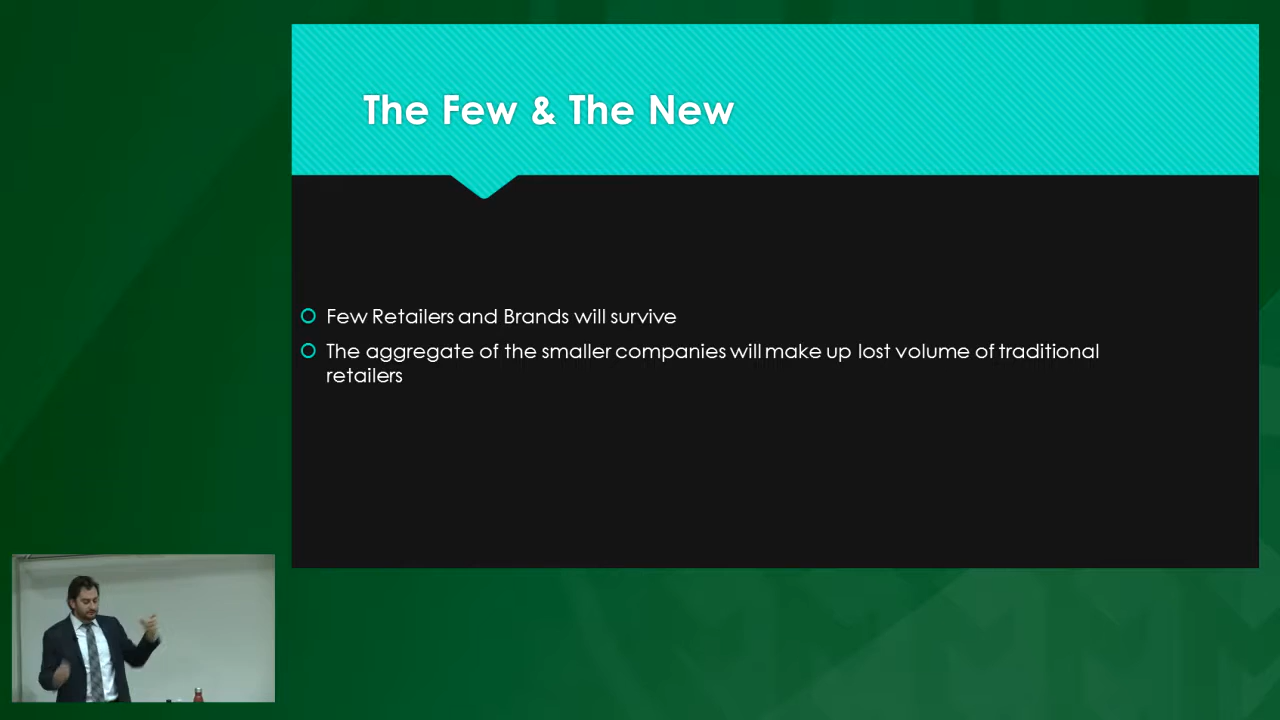 The Few & The New
Few Retailers and Brands will survive
The aggregate of the smaller companies will make up lost volume of traditional
retailers